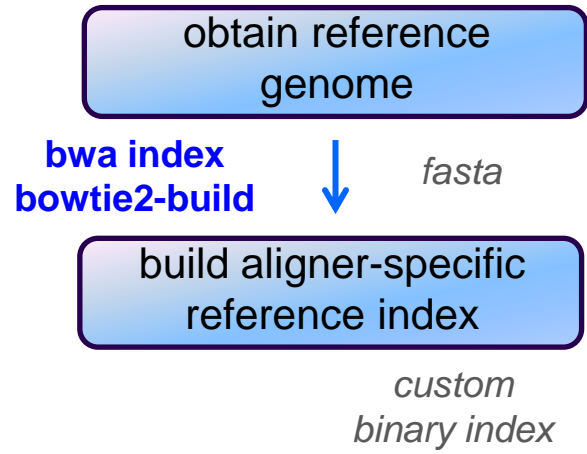 obtain reference
genome
bwa index
bowtie2-build
fasta
build aligner-specific
reference index
custom
binary index